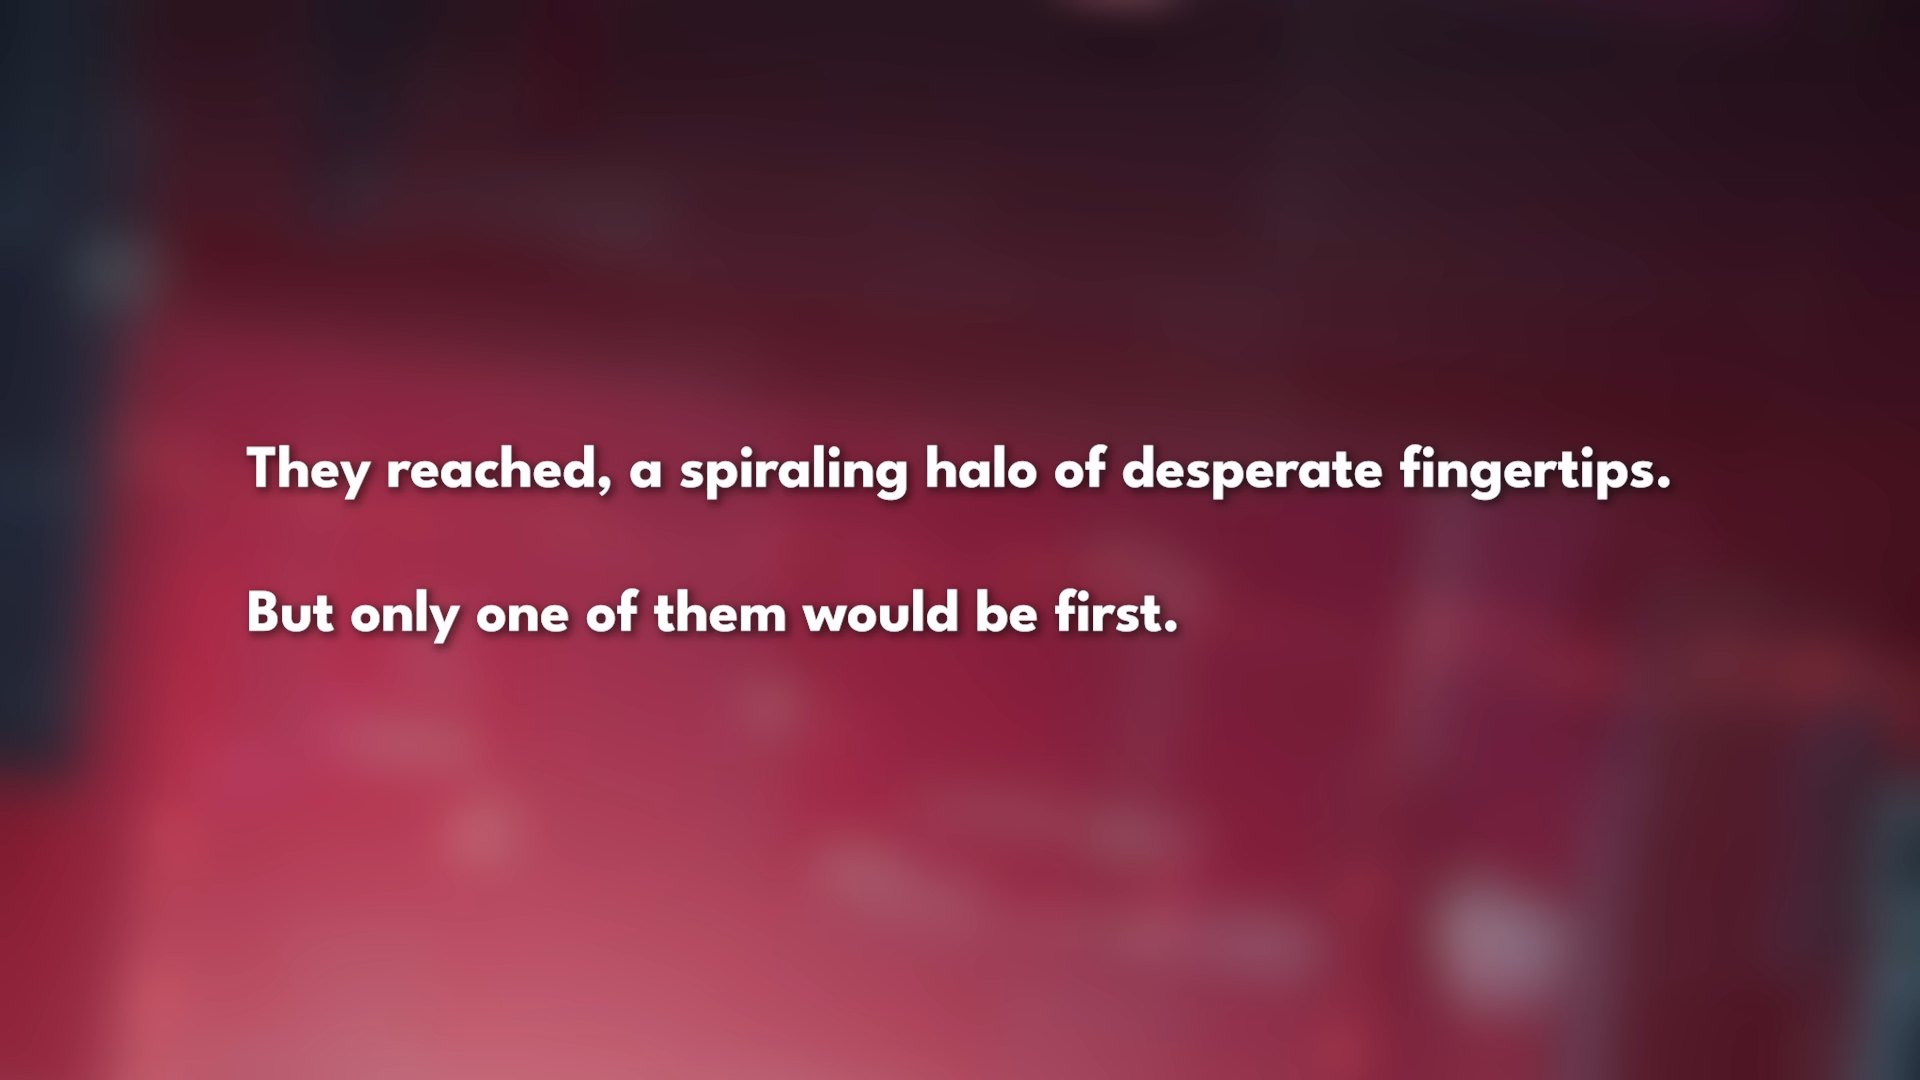 They reached, a spiraling halo of desperate fingertips.
But only one of them would be first.